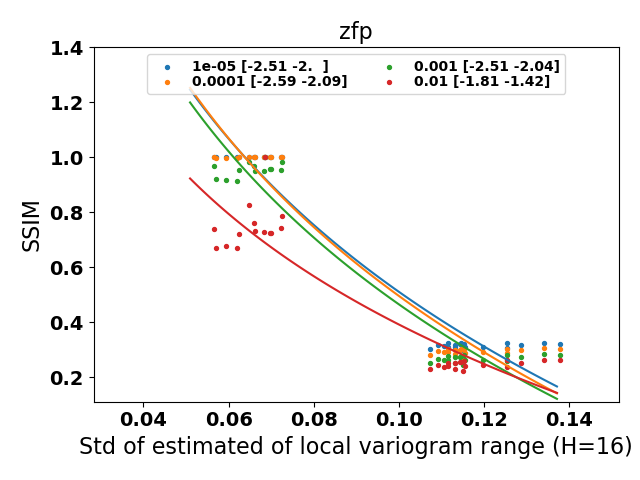 zfp
1.4
1e-05 [-2.51 -2.  ]
0.0001 [-2.59 -2.09]
0.001 [-2.51 -2.04]
0.01 [-1.81 -1.42]
1.2
1.0
0.8
0.6
0.4
0.2
SSIM
0.04 0.06 0.08 0.10 0.12 0.14
Std of estimated of local variogram range (H=16)